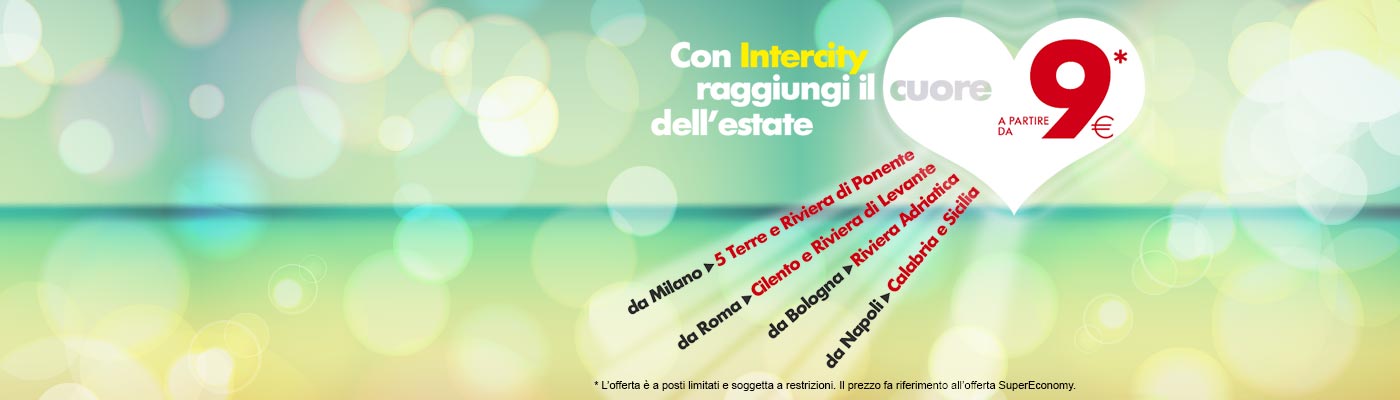 Con Intercity
raggiungi il cuore
dell'estate
A PARTIRE
DA
9*
€
da Milano ▸ 5 Terre e Riviera di Ponente
da Roma ▸ Cilento e Riviera di Levante
da Bologna ▸ Riviera Adriatica
da Napoli ▸ Calabria e Sicilia
* L'offerta è a posti limitati e soggetta a restrizioni. Il prezzo fa riferimento all'offerta SuperEconomy.